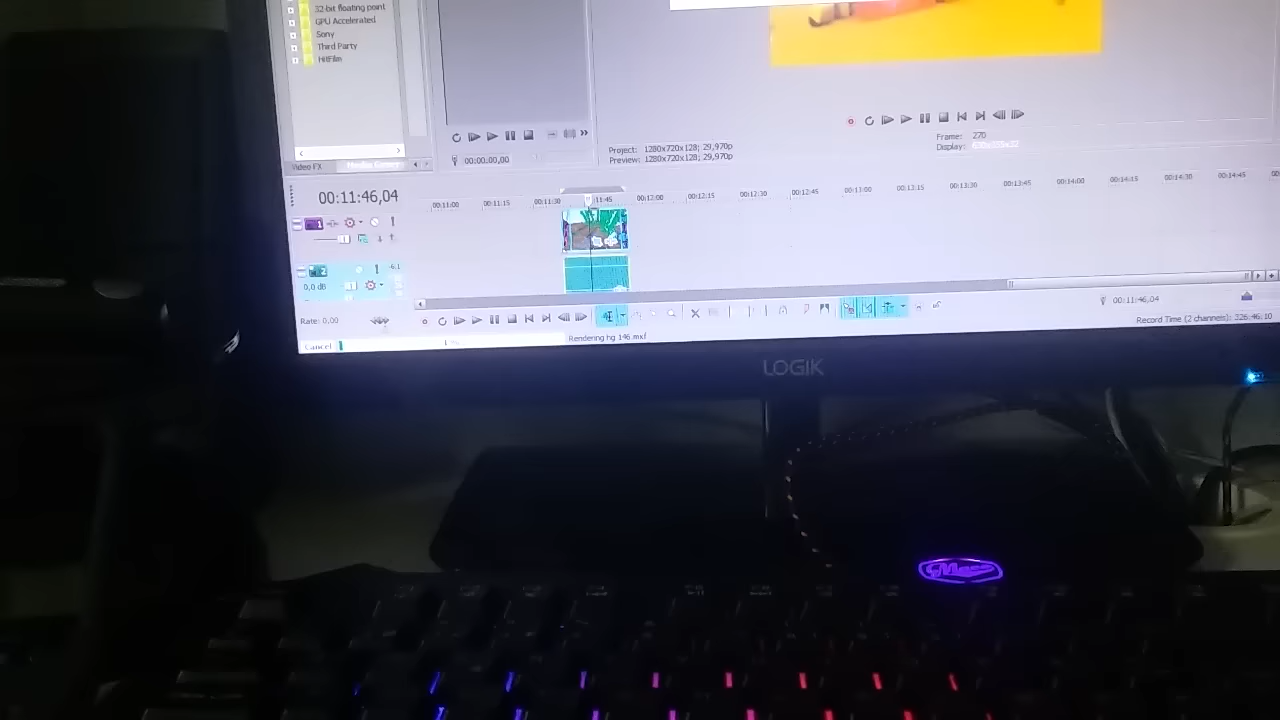 32-bit floating point
GPU Accelerated
Sony
Third Party
HitFilm
Video FX
Media Generators
00:00:00,00
Project: 1280x720x128; 29,970p
Preview: 1280x720x128; 29,970p
Frame: 270
Display:
00:11:46,04
00:11:00 00:11:15 00:11:30 11:45 00:12:00 00:12:15 00:12:30 00:12:45 00:13:00 00:13:15 00:13:30 00:13:45 00:14:00 00:14:15 00:14:30 00:14:45
1
2
0,0 dB
Rate: 0,00
00:11:46,04
Record Time (2 channels): 326:46:10
Cancel
1 %
Rendering hg 146.mxf
LOGIK